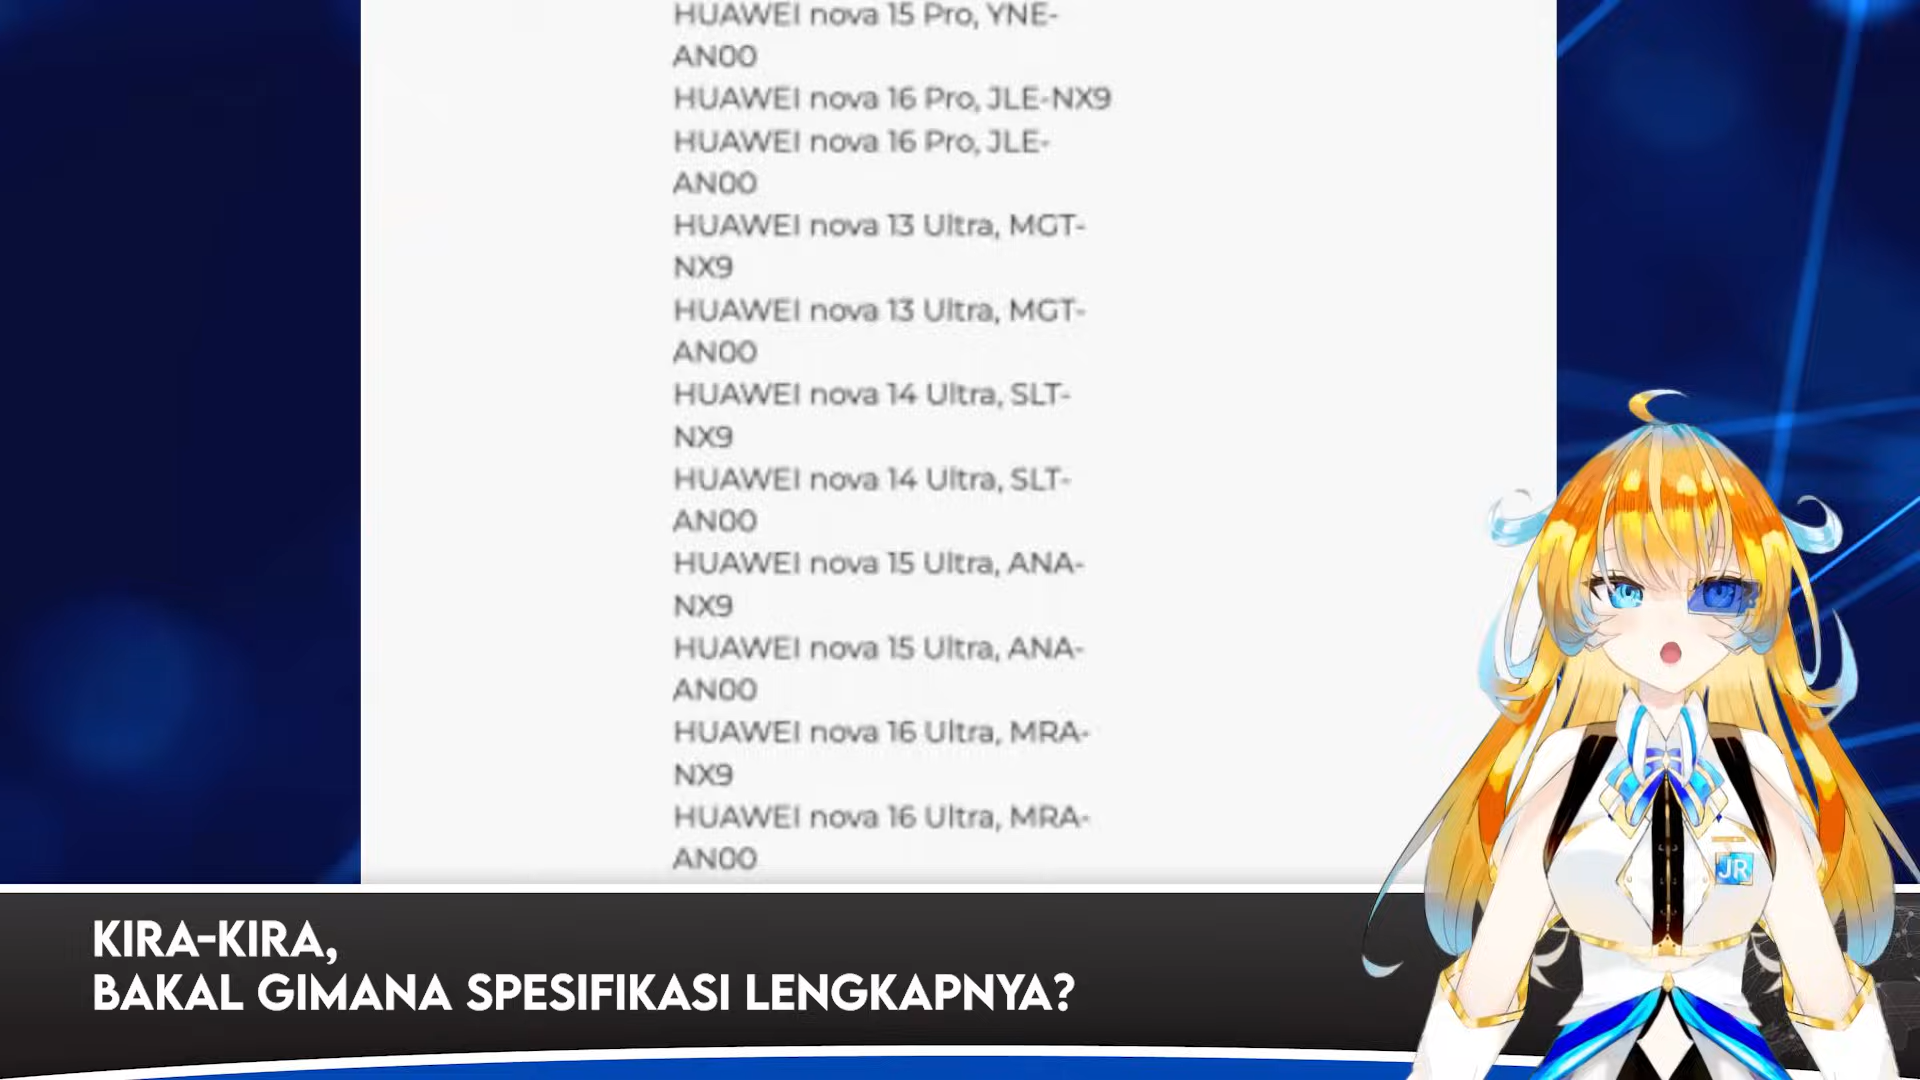 HUAWEI nova 15 Pro, YNE-
AN00
HUAWEI nova 16 Pro, JLE-NX9
HUAWEI nova 16 Pro, JLE-
AN00
HUAWEI nova 13 Ultra, MGT-
NX9
HUAWEI nova 13 Ultra, MGT-
AN00
HUAWEI nova 14 Ultra, SLT-
NX9
HUAWEI nova 14 Ultra, SLT-
AN00
HUAWEI nova 15 Ultra, ANA-
NX9
HUAWEI nova 15 Ultra, ANA-
AN00
HUAWEI nova 16 Ultra, MRA-
NX9
HUAWEI nova 16 Ultra, MRA-
AN00
JR
KIRA-KIRA,
BAKAL GIMANA SPESIFIKASI LENGKAPNYA?